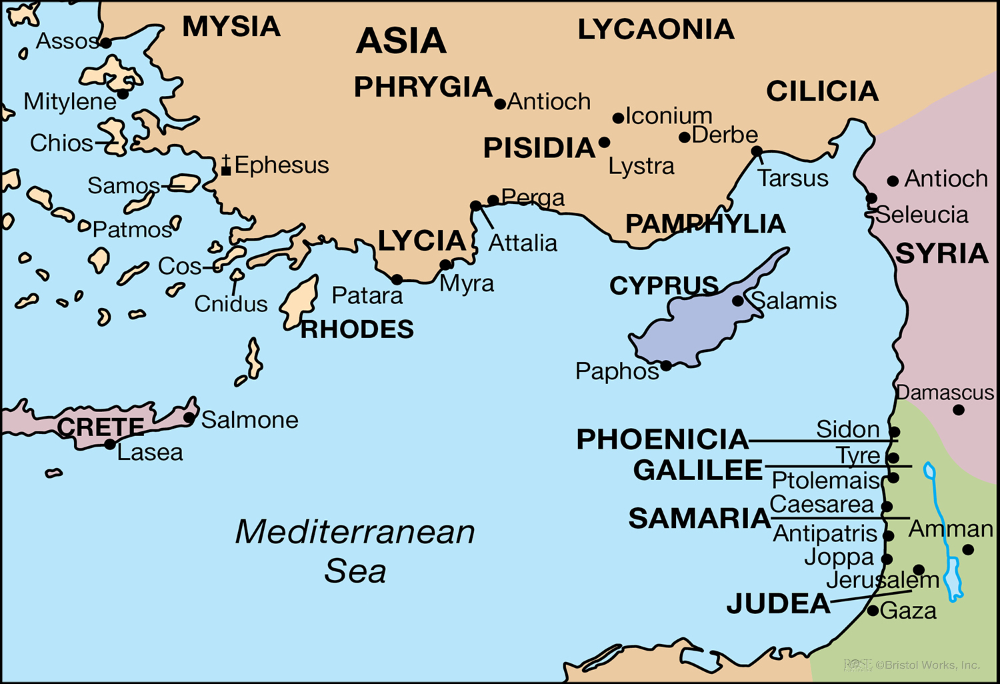 MYSIA
ASIA
LYCAONIA
Assos
PHRYGIA
Antioch
CILICIA
Mitylene
Iconium
Derbe
Chios
PISIDIA
Lystra
Ephesus
Tarsus
Antioch
Samos
Perga
Seleucia
Patmos
PAMPHYLIA
LYCIA
Attalia
SYRIA
Cos
Myra
CYPRUS
Patara
Salamis
Cnidus
RHODES
Paphos
Damascus
CRETE
Salmone
Sidon
PHOENICIA
Lasea
Tyre
GALILEE
Ptolemais
Caesarea
SAMARIA
Antipatris
Amman
Mediterranean
Sea
Joppa
Jerusalem
JUDEA
Gaza
ROSE
©Bristol Works, Inc.